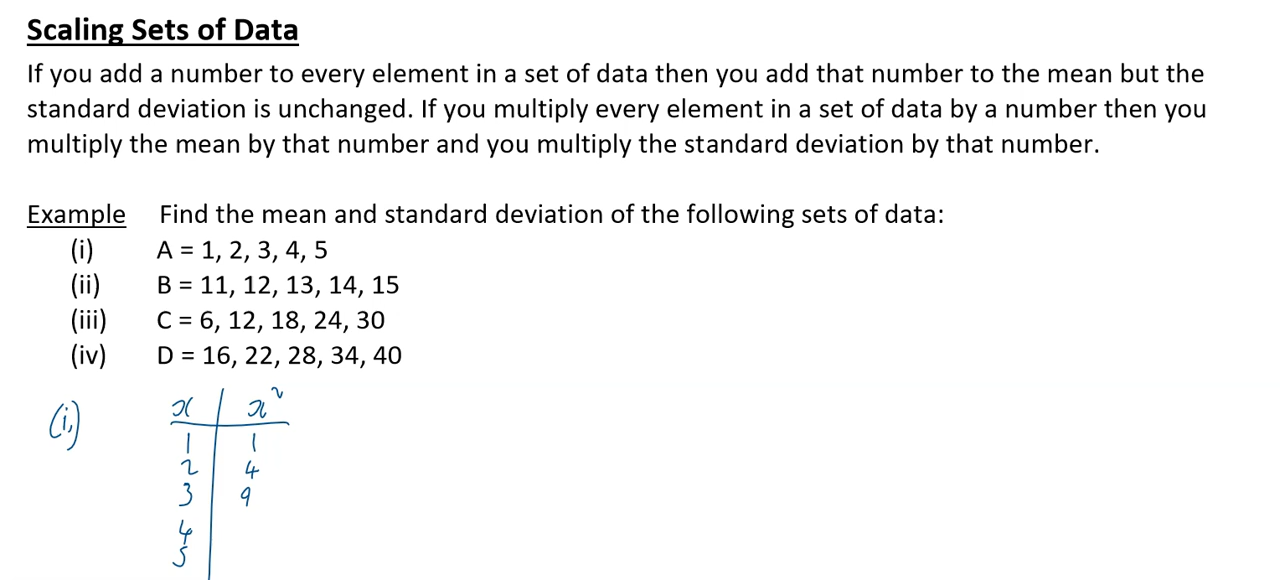 Scaling Sets of Data
If you add a number to every element in a set of data then you add that number to the mean but the
standard deviation is unchanged. If you multiply every element in a set of data by a number then you
multiply the mean by that number and you multiply the standard deviation by that number.
Example Find the mean and standard deviation of the following sets of data:
(i) A = 1, 2, 3, 4, 5
(ii) B = 11, 12, 13, 14, 15
(iii) C = 6, 12, 18, 24, 30
(iv) D = 16, 22, 28, 34, 40
(i) x x²
1 1
2 4
3 9
4
5